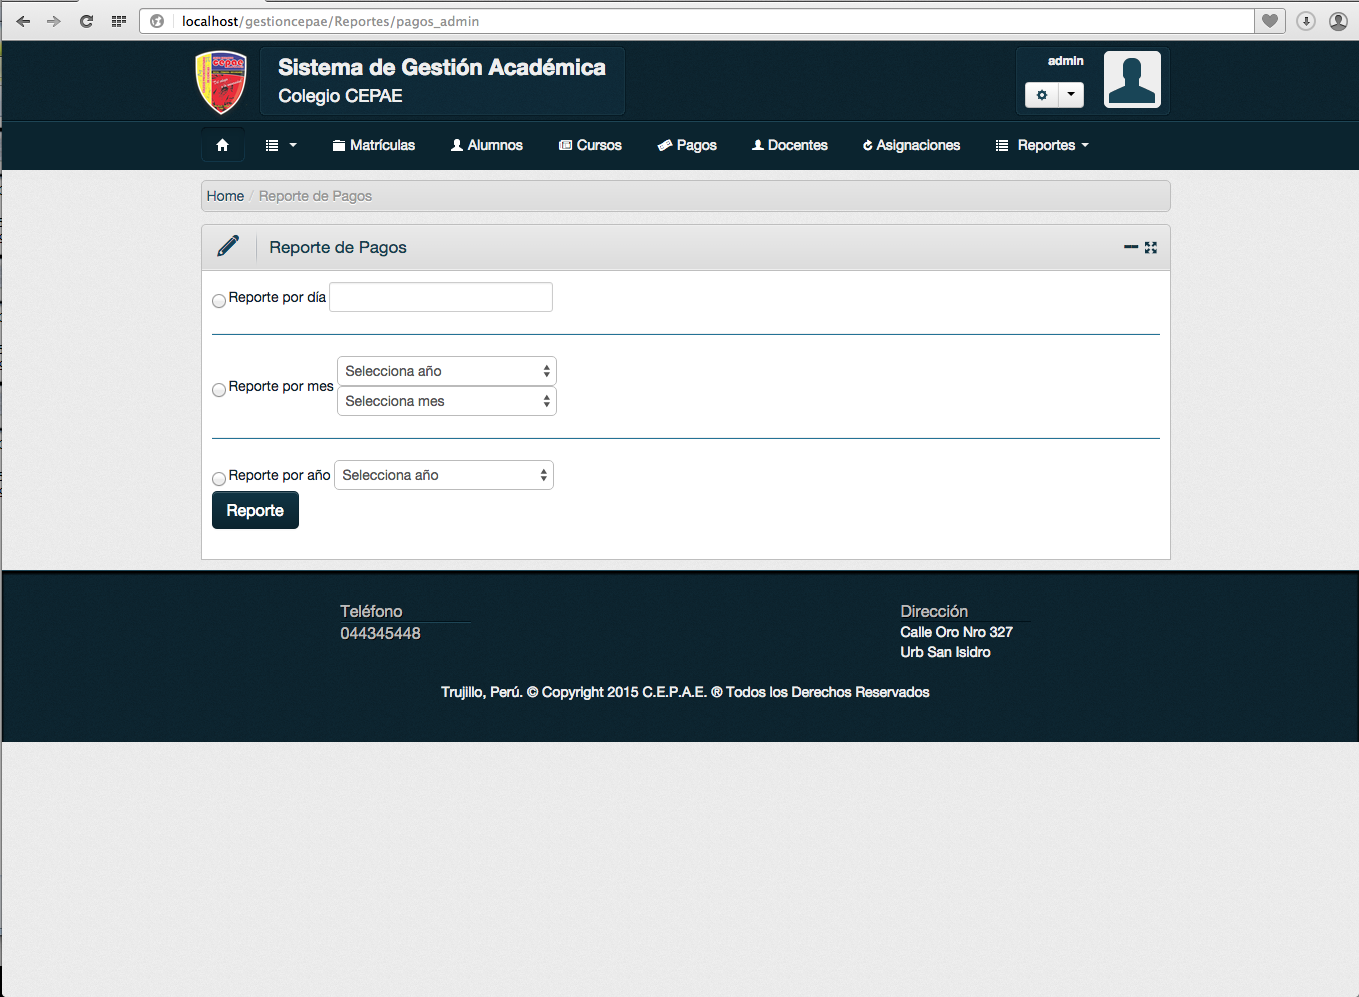 localhost/gestioncepae/Reportes/pagos_admin
cepae
Sistema de Gestión Académica
Colegio CEPAE
admin
Matrículas Alumnos Cursos Pagos Docentes Asignaciones Reportes
Home / Reporte de Pagos
Reporte de Pagos
Reporte por día
Reporte por mes
Selecciona año
Selecciona mes
Reporte por año Selecciona año
Reporte
Teléfono
044345448
Dirección
Calle Oro Nro 327
Urb San Isidro
Trujillo, Perú. © Copyright 2015 C.E.P.A.E. ® Todos los Derechos Reservados